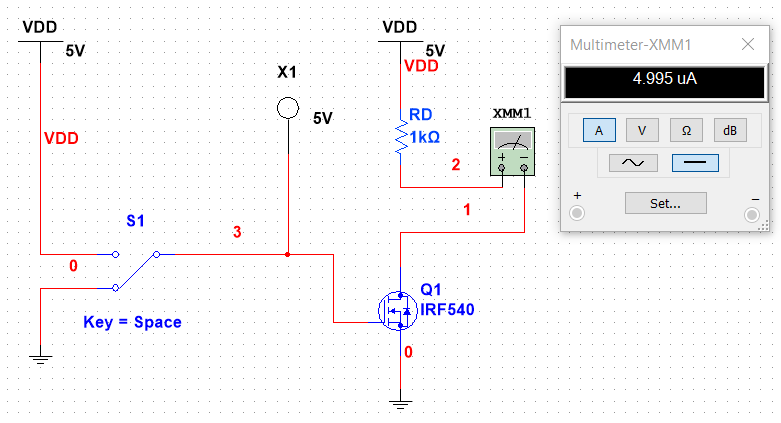 VDD
5V
VDD
S1
0
3
Key = Space
X1
5V
VDD
5V
VDD
RD
1kΩ
2
XMM1
+ −
1
Q1
IRF540
0
Multimeter-XMM1
4.995 uA
A V Ω dB
+ Set... −